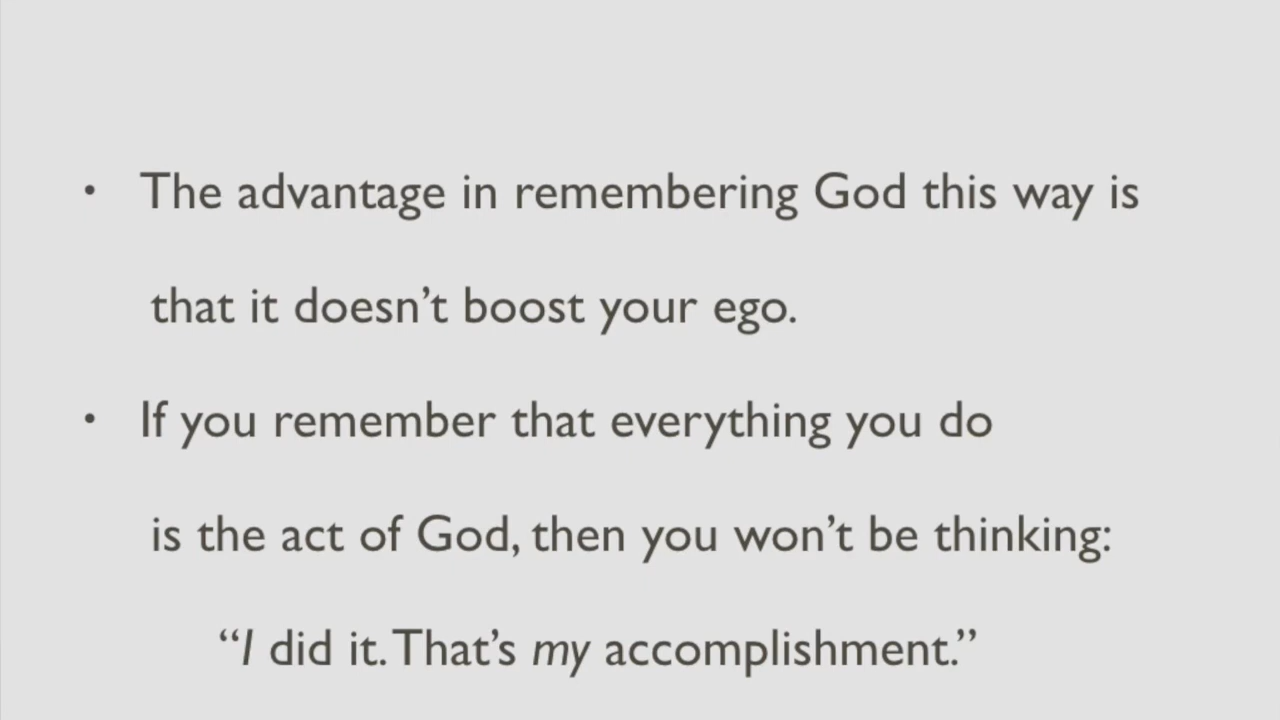 • The advantage in remembering God this way is
that it doesn’t boost your ego.
• If you remember that everything you do
is the act of God, then you won’t be thinking:
“I did it. That’s my accomplishment.”